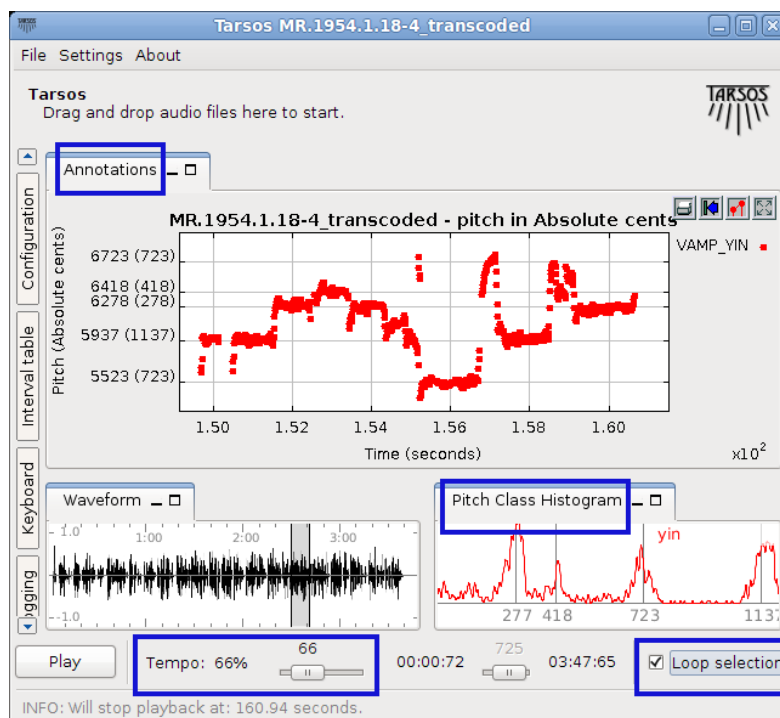 TARSOS
Tarsos MR.1954.1.18-4_transcoded
File Settings About
Tarsos
Drag and drop audio files here to start.
TARSOS
Configuration
Interval table
Keyboard
Annotations
MR.1954.1.18-4_transcoded - pitch in Absolute cents
VAMP_YIN
Pitch (Absolute cents)
6723 (723)
6418 (418)
6278 (278)
5937 (1137)
5523 (723)
1.50 1.52 1.54 1.56 1.58 1.60
Time (seconds)
x10²
Waveform
1.0 1:00 2:00 3:00
-1.0
Pitch Class Histogram
yin
277 418 723 1137
Play
Tempo: 66%
66
00:00:72
725
03:47:65
Loop selection
INFO: Will stop playback at: 160.94 seconds.